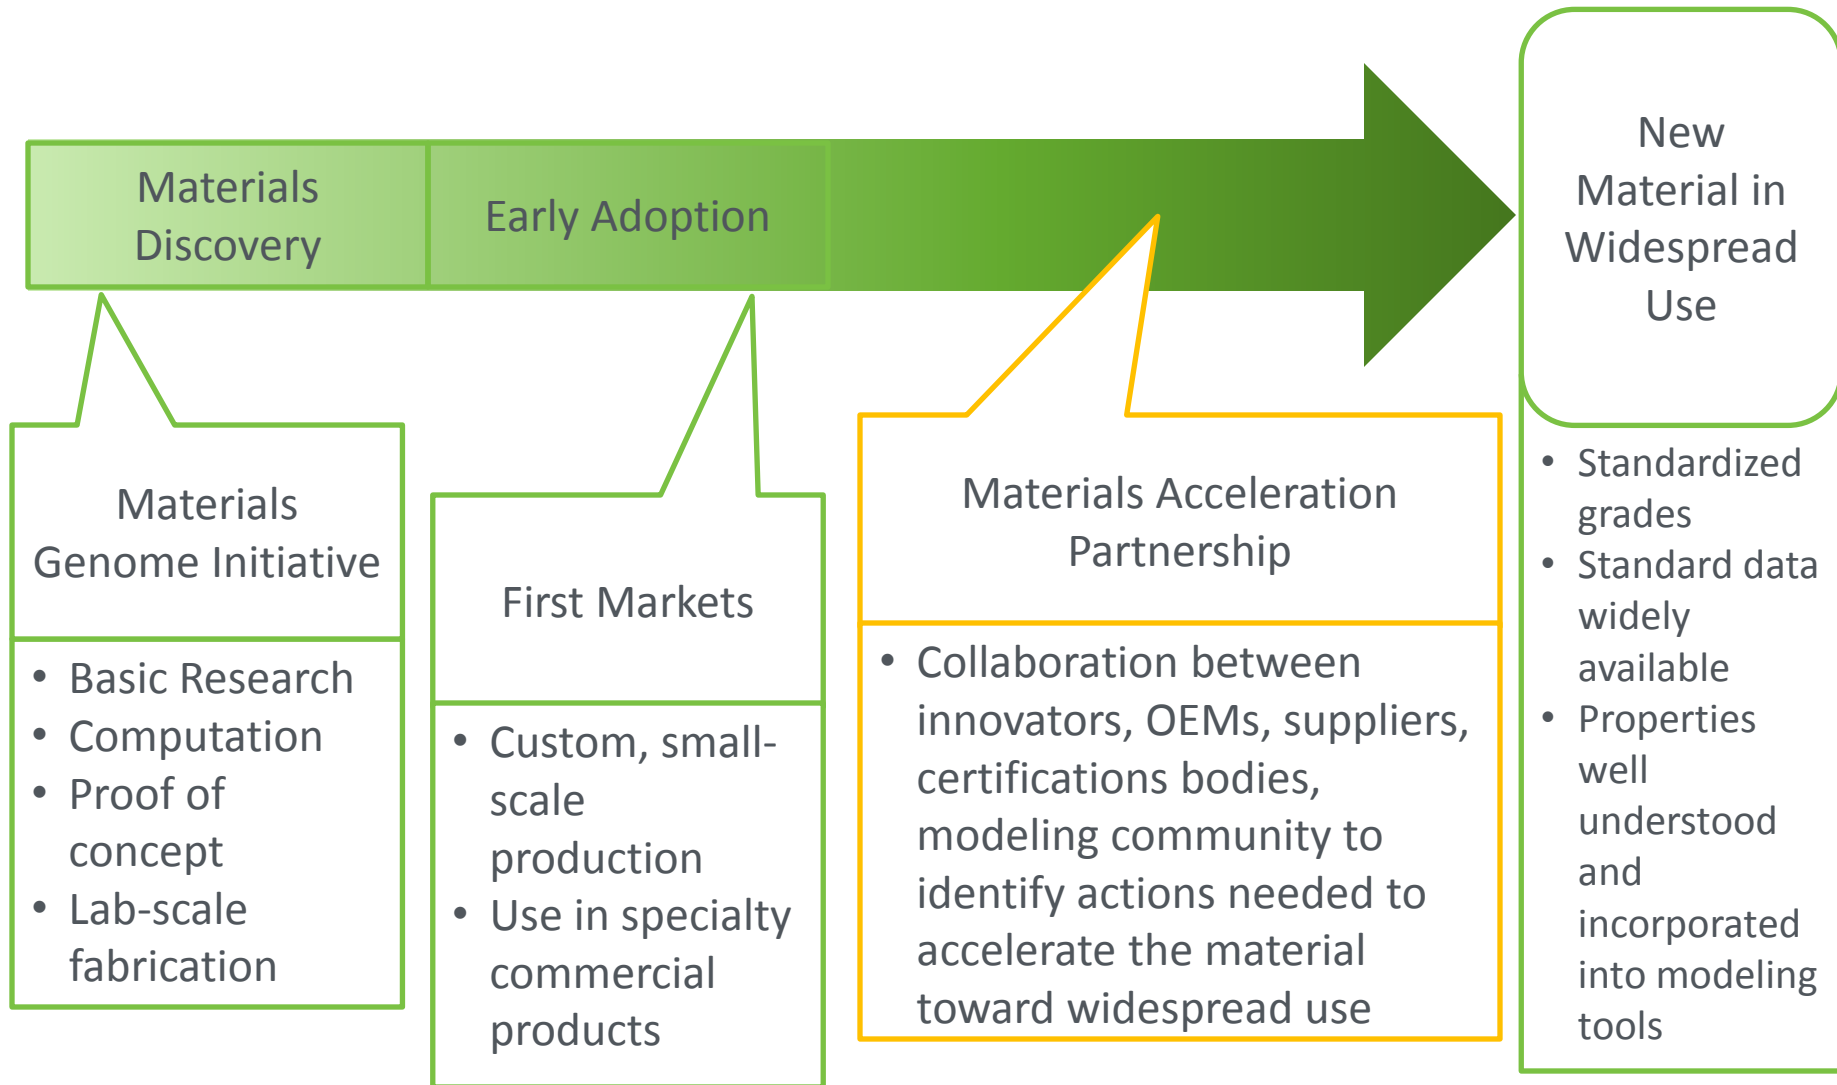 Materials
Discovery
Early Adoption
New
Material in
Widespread
Use
Materials
Genome Initiative
• Basic Research
• Computation
• Proof of
concept
• Lab-scale
fabrication
First Markets
• Custom, small-
scale
production
• Use in specialty
commercial
products
Materials Acceleration
Partnership
• Collaboration between
innovators, OEMs, suppliers,
certifications bodies,
modeling community to
identify actions needed to
accelerate the material
toward widespread use
• Standardized
grades
• Standard data
widely
available
• Properties
well
understood
and
incorporated
into modeling
tools